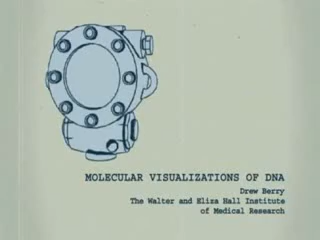 MOLECULAR VISUALIZATIONS OF DNA
Drew Berry
The Walter and Eliza Hall Institute
of Medical Research